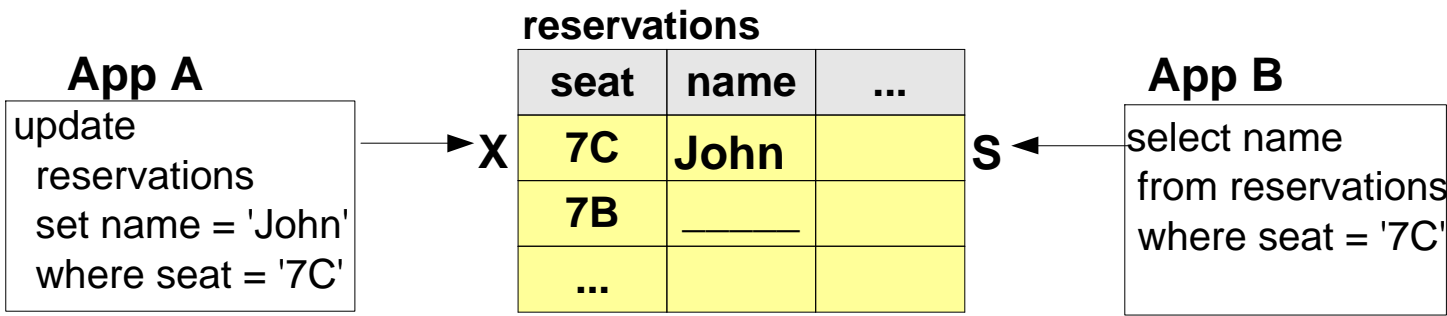 reservations
App A
update
reservations
set name = 'John'
where seat = '7C'
X
seat name ...
7C John
7B _____
...
S
App B
select name
from reservations
where seat = '7C'